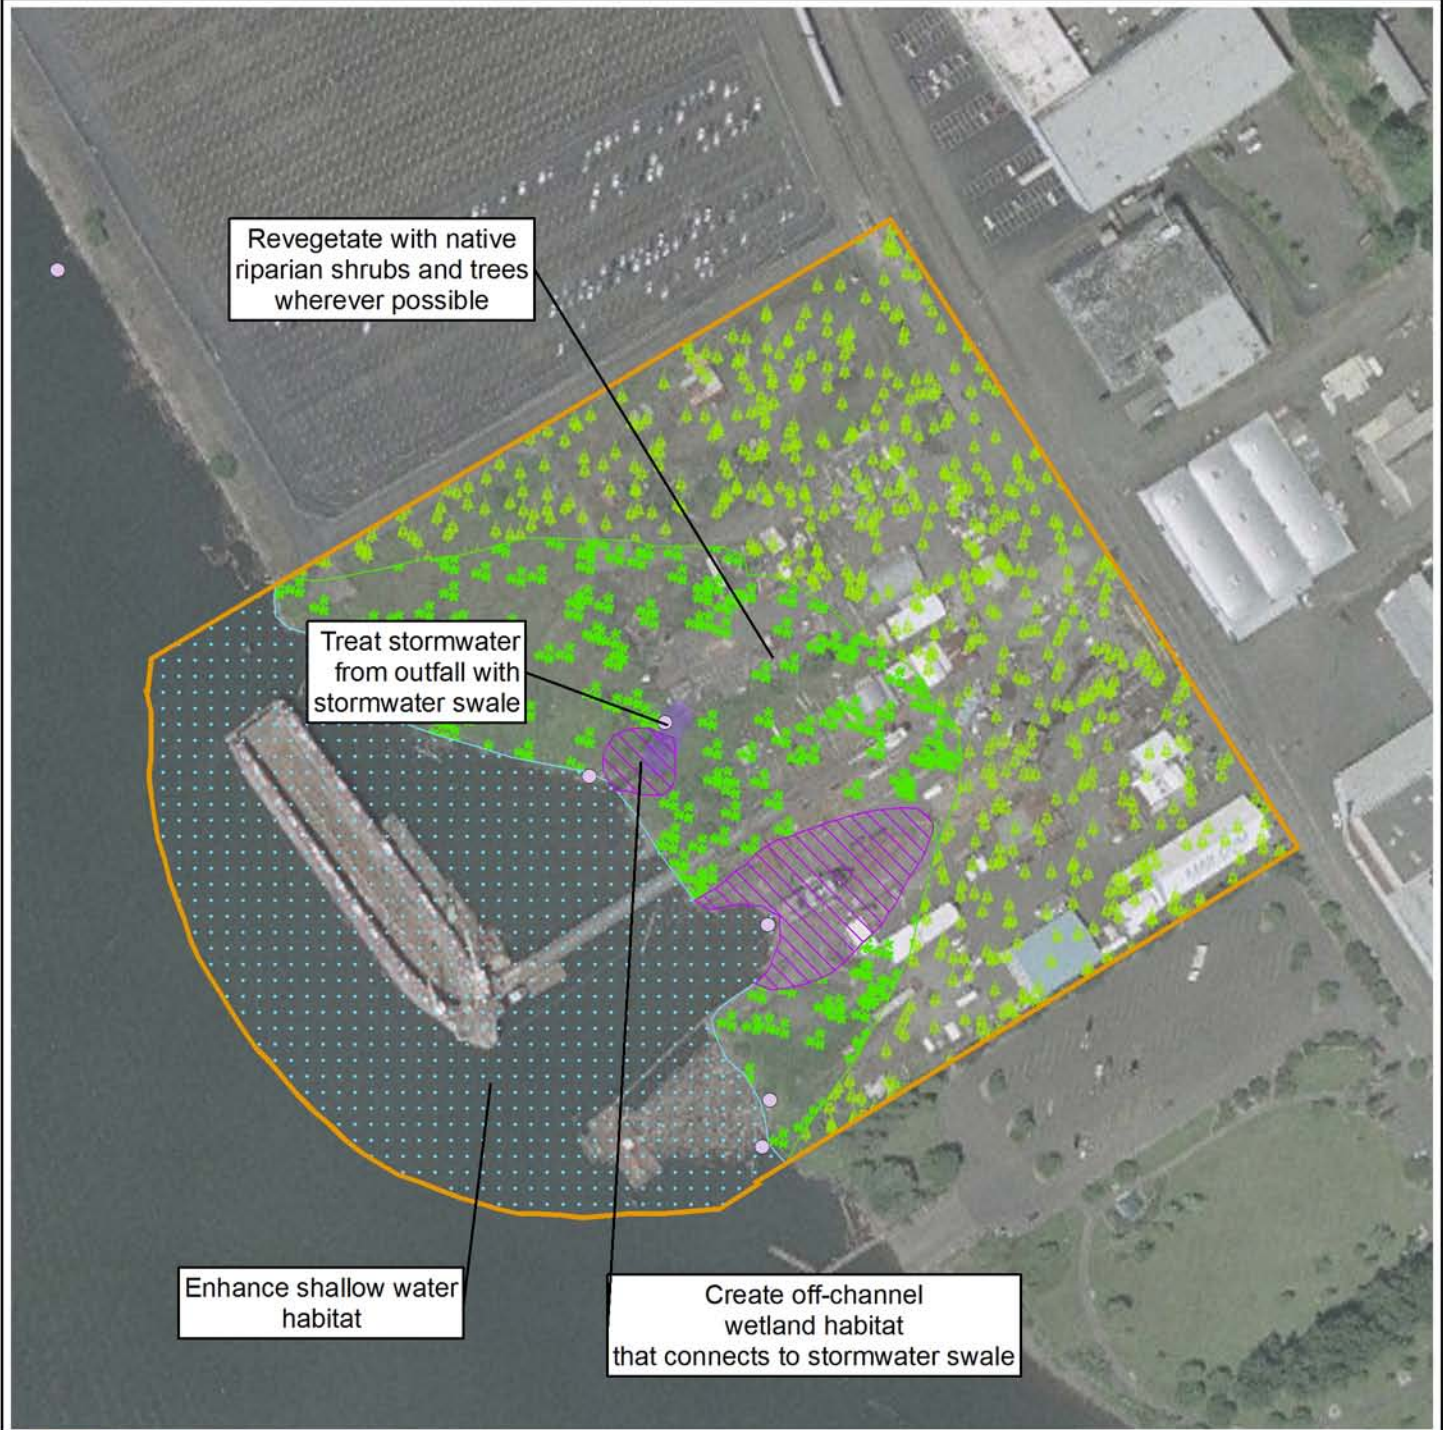 Revegetate with native
riparian shrubs and trees
wherever possible
Treat stormwater
from outfall with
stormwater swale
Enhance shallow water
habitat
Create off-channel
wetland habitat
that connects to stormwater swale